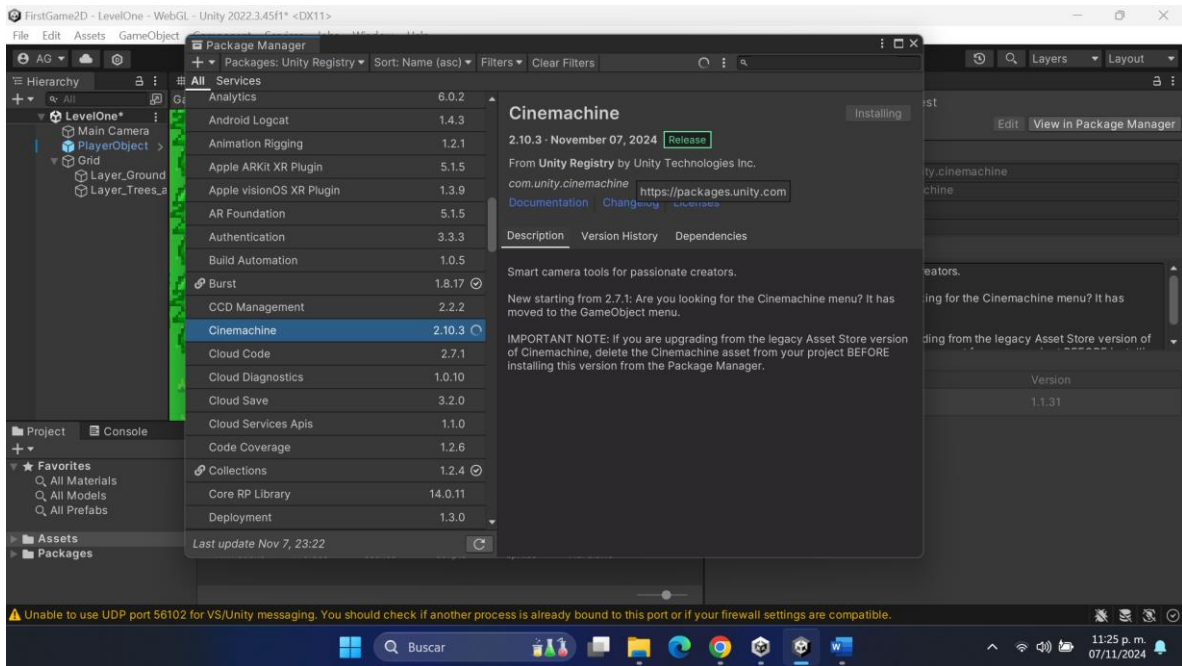 FirstGame2D - LevelOne - WebGL - Unity 2022.3.45f1* <DX11>
File Edit Assets GameObject
AG
Layers
Layout
Hierarchy
All
LevelOne*
Main Camera
PlayerObject
Grid
Layer_Ground
Layer_Trees_a
Package Manager
Packages: Unity Registry
Sort: Name (asc)
Filters
Clear Filters
All Services
Analytics 6.0.2
Android Logcat 1.4.3
Animation Rigging 1.2.1
Apple ARKit XR Plugin 5.1.5
Apple visionOS XR Plugin 1.3.9
AR Foundation 5.1.5
Authentication 3.3.3
Build Automation 1.0.5
Burst 1.8.17
CCD Management 2.2.2
Cinemachine 2.10.3
Cloud Code 2.7.1
Cloud Diagnostics 1.0.10
Cloud Save 3.2.0
Cloud Services Apis 1.1.0
Code Coverage 1.2.6
Collections 1.2.4
Core RP Library 14.0.11
Deployment 1.3.0
Last update Nov 7, 23:22
Cinemachine
Installing
2.10.3 · November 07, 2024 Release
From Unity Registry by Unity Technologies Inc.
com.unity.cinemachine
https://packages.unity.com
Documentation Changelog Licenses
Description Version History Dependencies
Smart camera tools for passionate creators.
New starting from 2.7.1: Are you looking for the Cinemachine menu? It has
moved to the GameObject menu.
IMPORTANT NOTE: If you are upgrading from the legacy Asset Store version
of Cinemachine, delete the Cinemachine asset from your project BEFORE
installing this version from the Package Manager.
Edit View in Package Manager
ity.cinemachine
chine
eators.
ing for the Cinemachine menu? It has
ding from the legacy Asset Store version of
Version
1.1.31
Project Console
Favorites
All Materials
All Models
All Prefabs
Assets
Packages
Unable to use UDP port 56102 for VS/Unity messaging. You should check if another process is already bound to this port or if your firewall settings are compatible.
Buscar
11:25 p. m.
07/11/2024